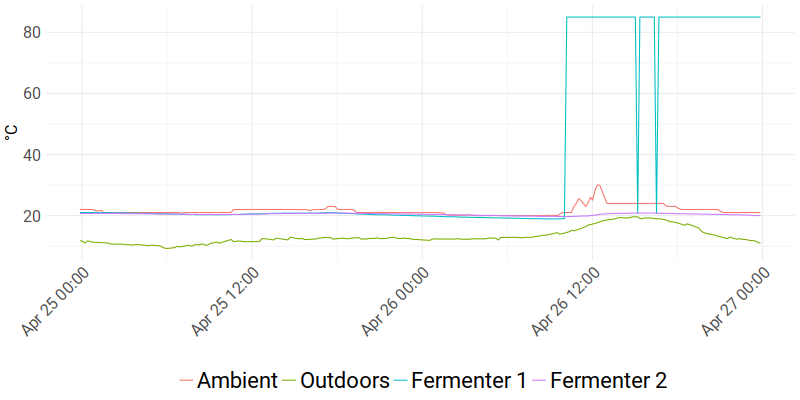 80
60
°C
40
20
Apr 25 00:00
Apr 25 12:00
Apr 26 00:00
Apr 26 12:00
Apr 27 00:00
Ambient Outdoors Fermenter 1 Fermenter 2